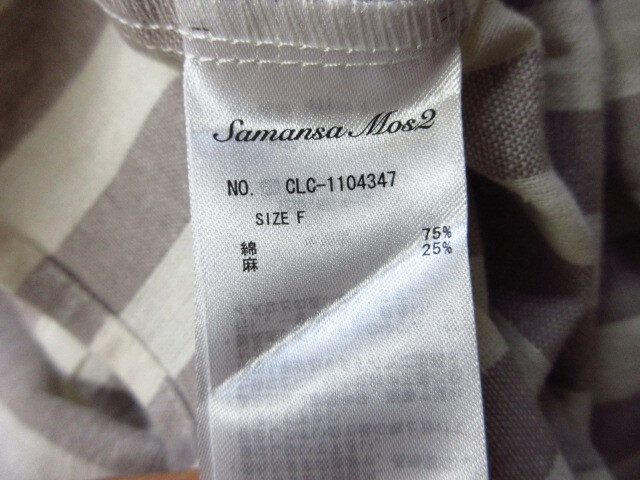 Samansa Mos2
NO. CLC-1104347
SIZE F
綿 75%
麻 25%